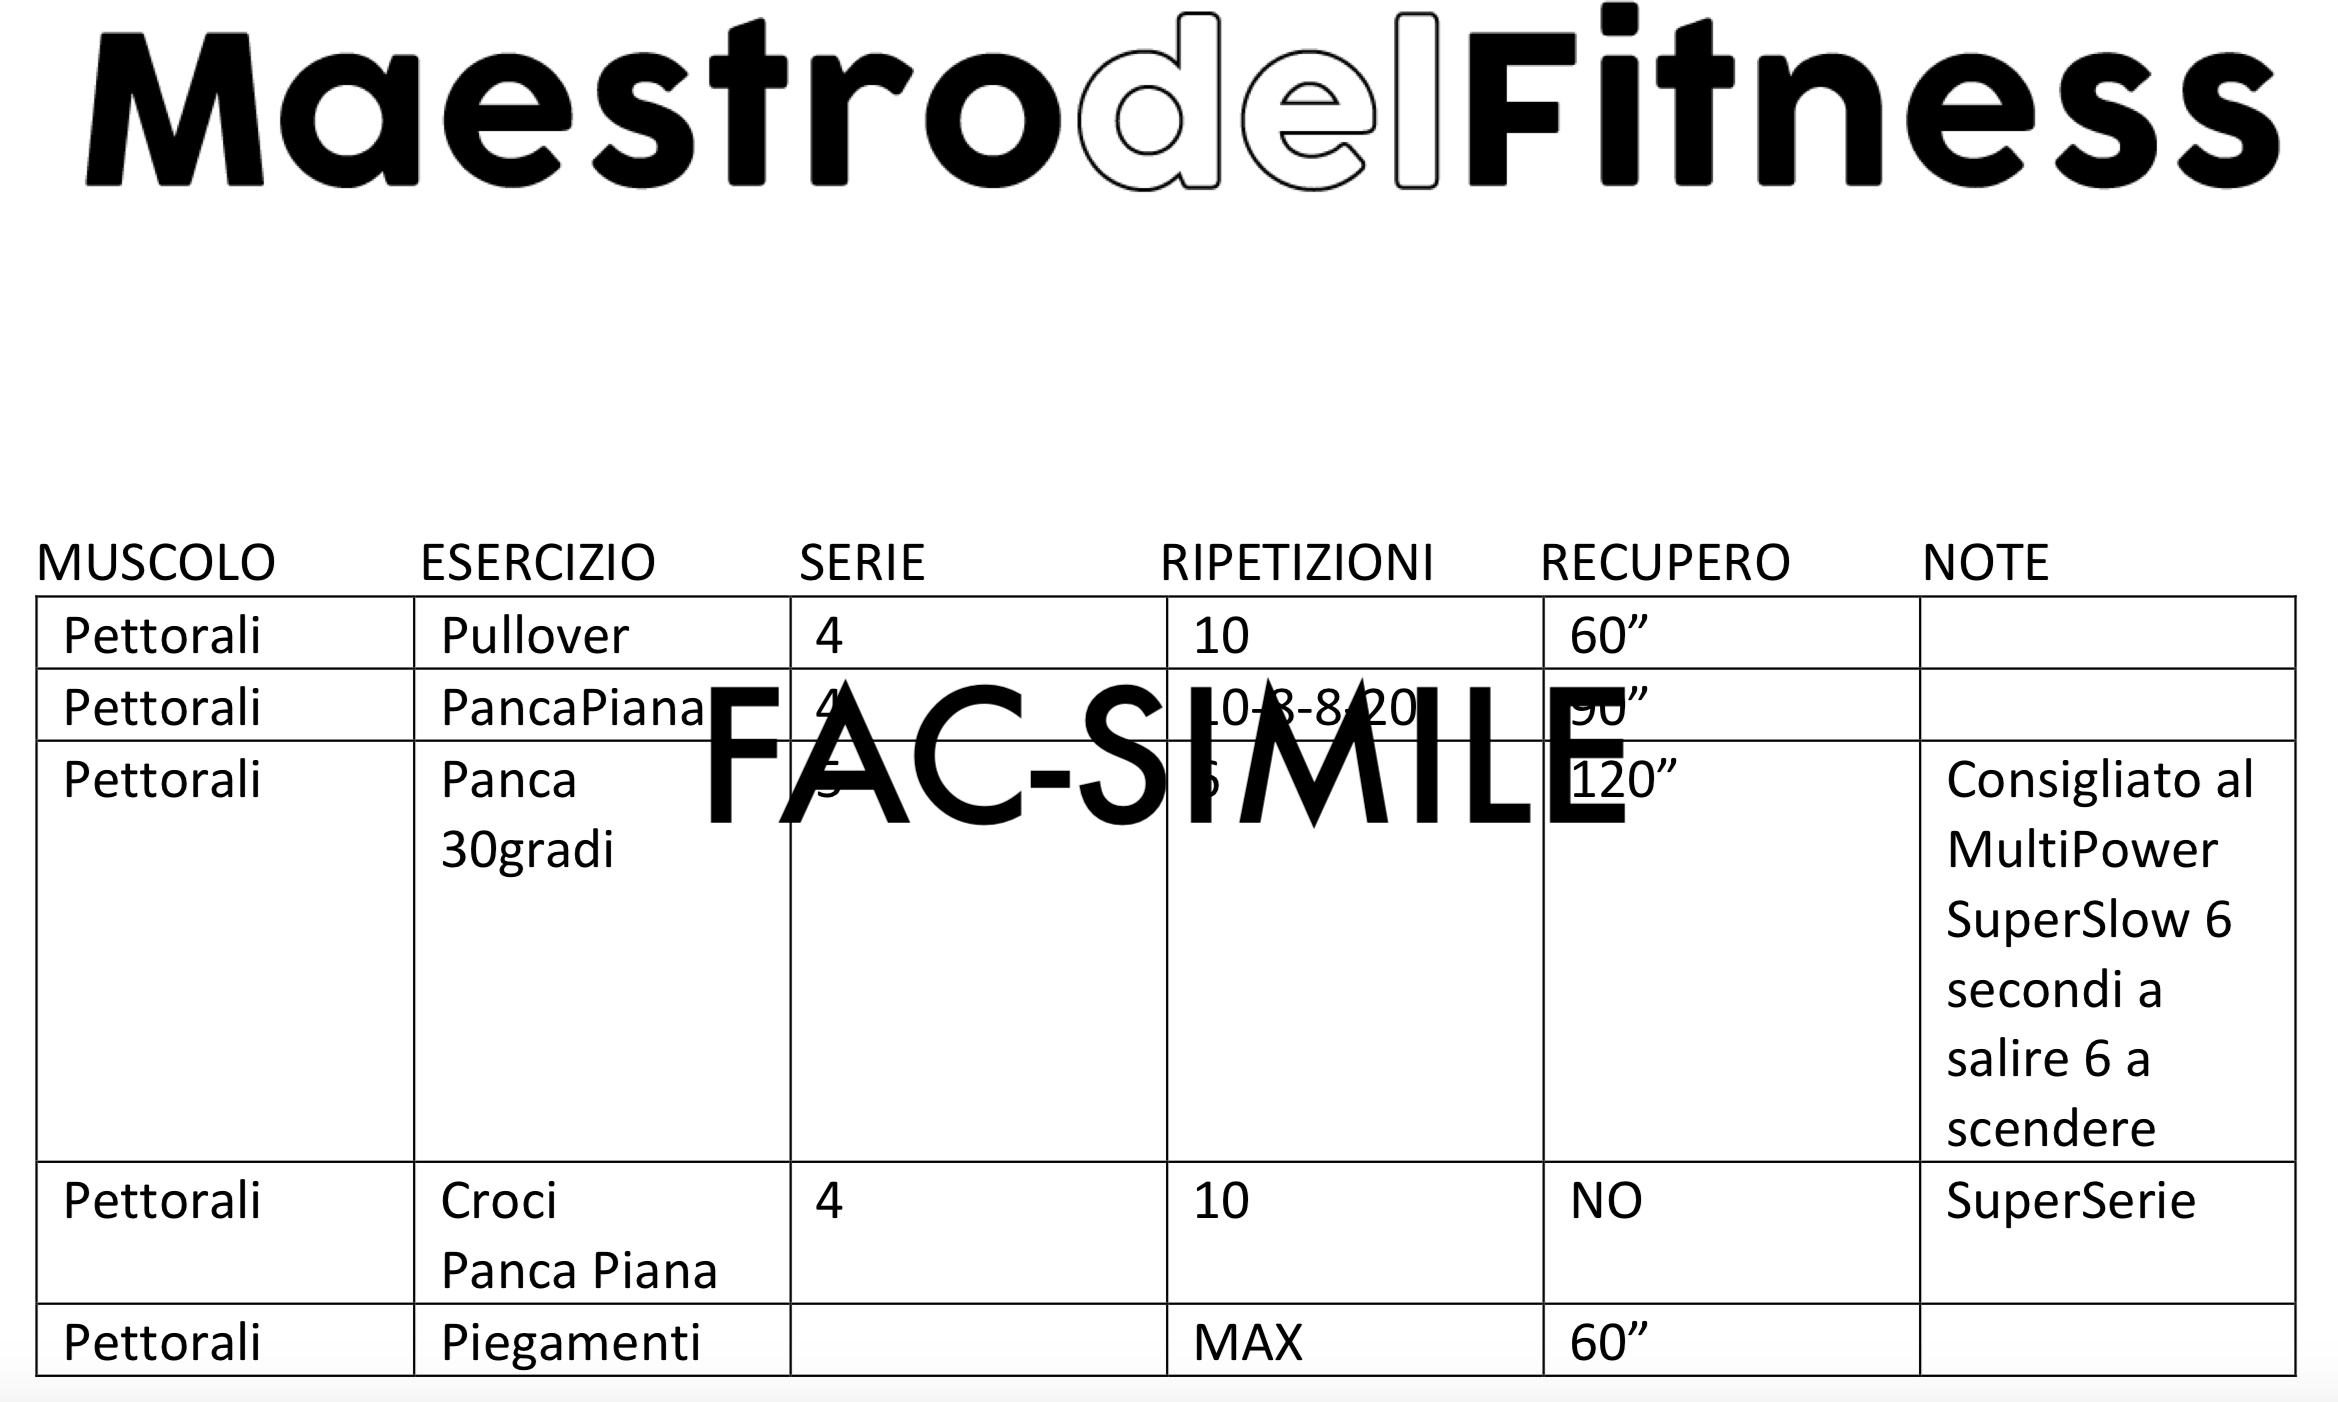 MaestrodelFitness
MUSCOLO ESERCIZIO SERIE RIPETIZIONI RECUPERO NOTE
Pettorali Pullover 4 10 60”
Pettorali PancaPiana 4 10-8-8-20 90”
FAC-SIMILE
Pettorali Panca 5 6 120” Consigliato al
30gradi MultiPower
SuperSlow 6
secondi a
salire 6 a
scendere
Pettorali Croci 4 10 NO SuperSerie
Panca Piana
Pettorali Piegamenti MAX 60”